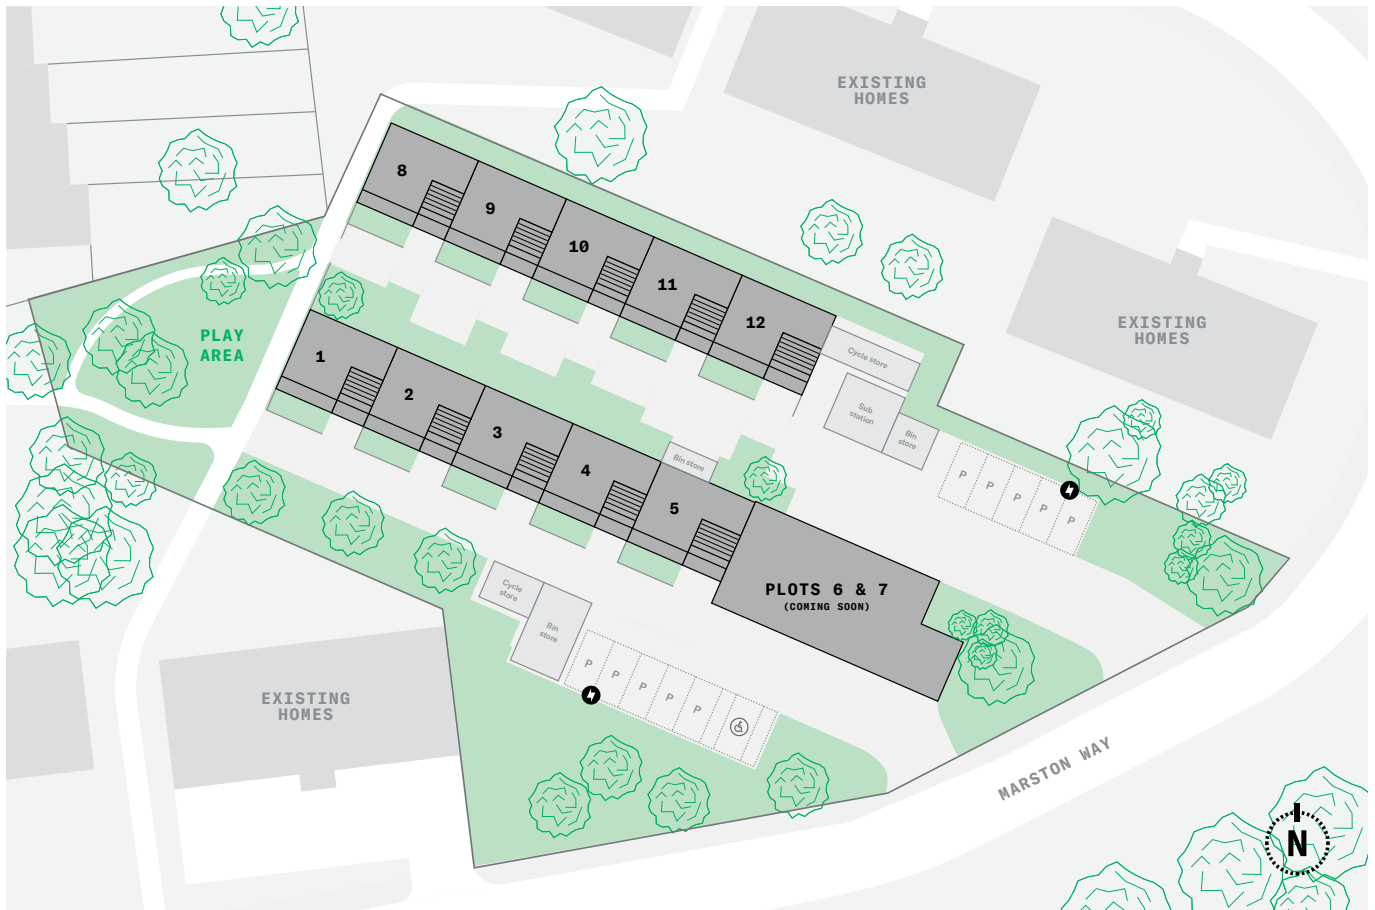 EXISTING
HOMES
8
9
10
11
12
EXISTING
HOMES
PLAY
AREA
1
2
3
4
5
Cycle store
Sub
station
Bin
store
Bin store
P
P
P
P
P
PLOTS 6 & 7
(COMING SOON)
Cycle
store
Bin
store
P
P
P
P
P
EXISTING
HOMES
MARSTON WAY
N